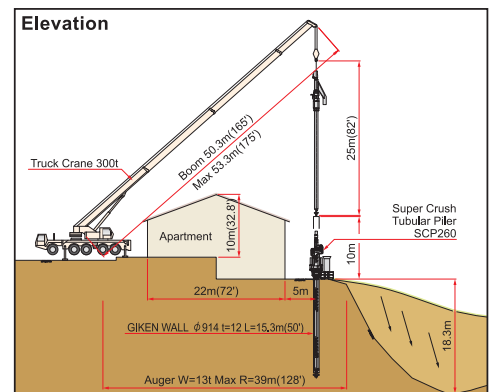 Elevation
Boom 50.3m(165')
Max 53.3m(175')
25m(82')
Truck Crane 300t
Super Crush
Tubular Piler
SCP260
Apartment
10m(32.8')
10m
22m(72')
5m
GIKEN WALL φ914 t=12 L=15.3m(50')
18.3m
Auger W=13t Max R=39m(128')